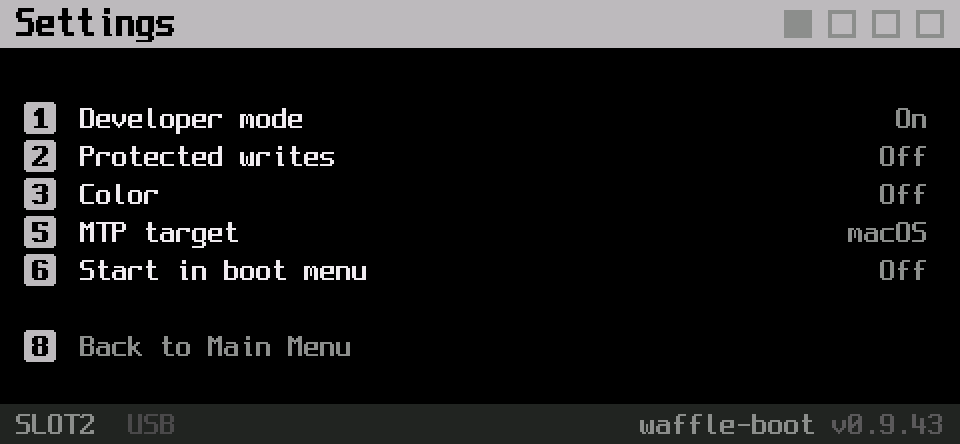 Settings
1 Developer mode On
2 Protected writes Off
3 Color Off
5 MTP target macOS
6 Start in boot menu Off
8 Back to Main Menu
SLOT2 USB waffle-boot v0.9.43